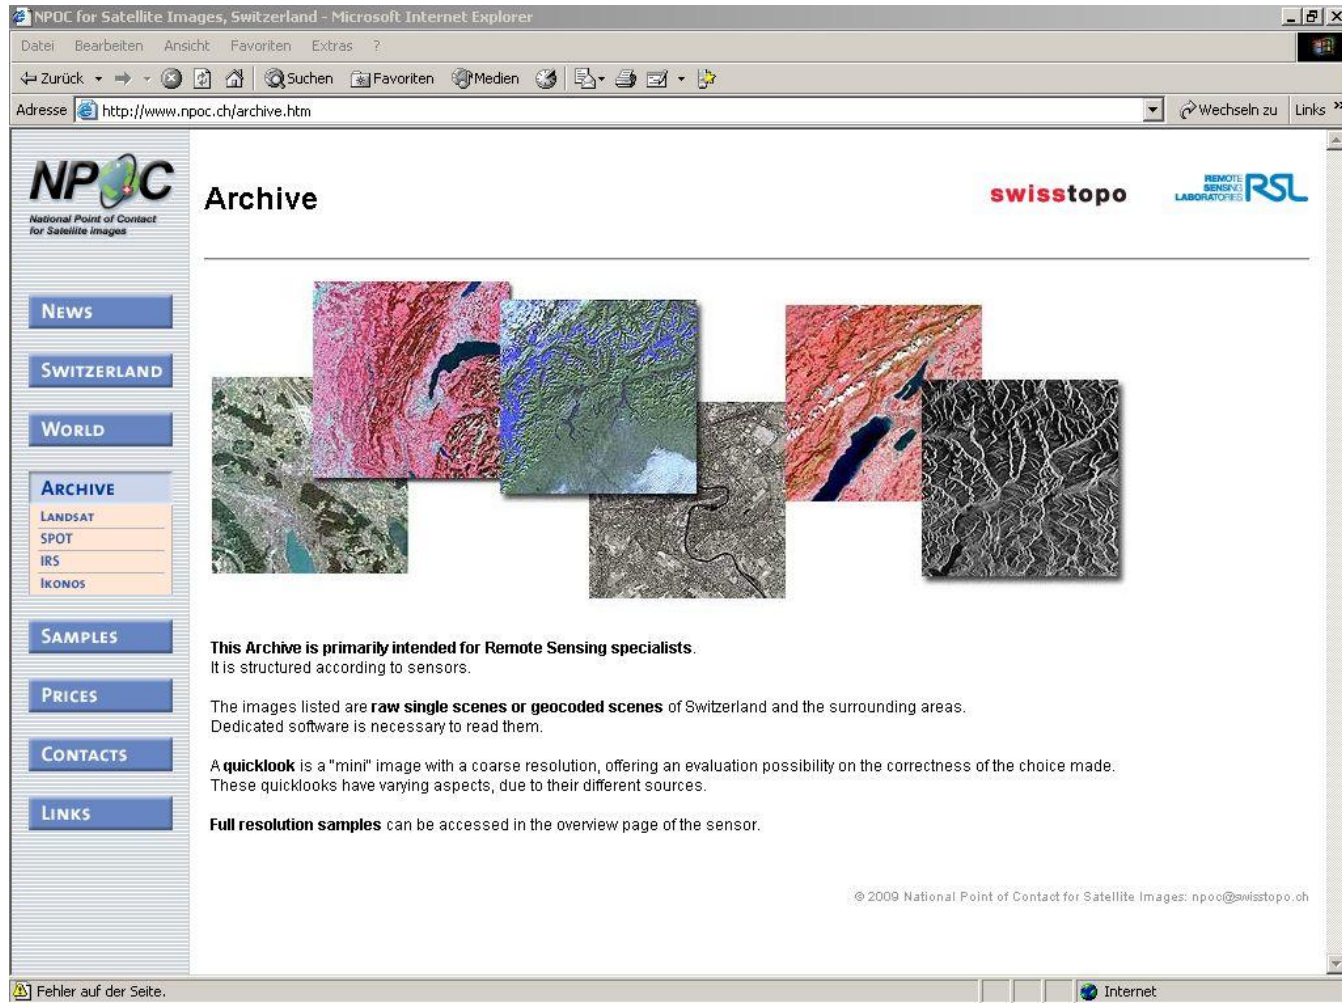 NPOC for Satellite Images, Switzerland - Microsoft Internet Explorer
Datei Bearbeiten Ansicht Favoriten Extras ?
Zurück Suchen Favoriten Medien
Adresse http://www.npoc.ch/archive.htm Wechseln zu Links »
NPOC
National Point of Contact
for Satellite images
Archive
swisstopo
REMOTE
SENSING
LABORATORIES
RSL
NEWS
SWITZERLAND
WORLD
ARCHIVE
LANDSAT
SPOT
IRS
IKONOS
SAMPLES
PRICES
CONTACTS
LINKS
This Archive is primarily intended for Remote Sensing specialists.
It is structured according to sensors.
The images listed are raw single scenes or geocoded scenes of Switzerland and the surrounding areas.
Dedicated software is necessary to read them.
A quicklook is a "mini" image with a coarse resolution, offering an evaluation possibility on the correctness of the choice made.
These quicklooks have varying aspects, due to their different sources.
Full resolution samples can be accessed in the overview page of the sensor.
© 2009 National Point of Contact for Satellite Images: npoc@swisstopo.ch
Fehler auf der Seite. Internet